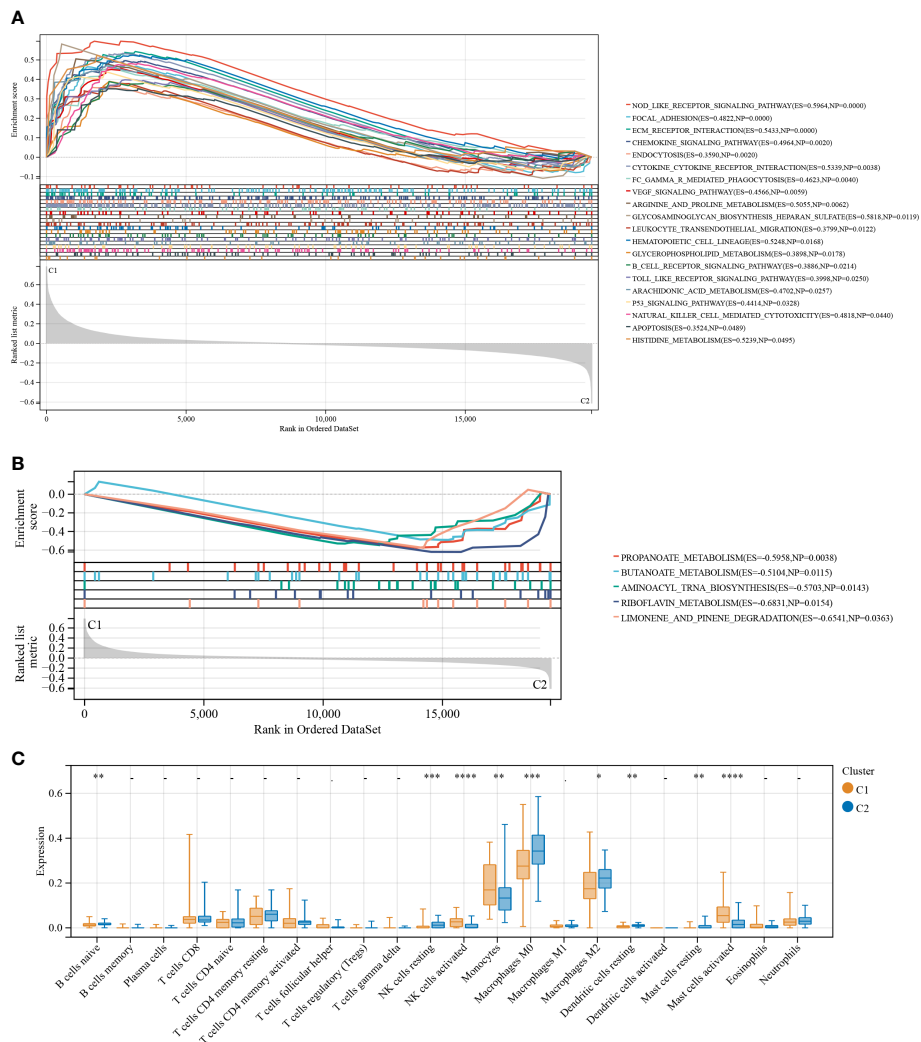 A
Enrichment score
0.5
0.4
0.3
0.2
0.1
0.0
−0.1
NOD_LIKE_RECEPTOR_SIGNALING_PATHWAY(ES=0.5964,NP=0.0000)
FOCAL_ADHESION(ES=0.4822,NP=0.0000)
ECM_RECEPTOR_INTERACTION(ES=0.5433,NP=0.0000)
CHEMOKINE_SIGNALING_PATHWAY(ES=0.4964,NP=0.0020)
ENDOCYTOSIS(ES=0.3590,NP=0.0020)
CYTOKINE_CYTOKINE_RECEPTOR_INTERACTION(ES=0.5339,NP=0.0038)
FC_GAMMA_R_MEDIATED_PHAGOCYTOSIS(ES=0.4623,NP=0.0040)
VEGF_SIGNALING_PATHWAY(ES=0.4566,NP=0.0059)
ARGININE_AND_PROLINE_METABOLISM(ES=0.5055,NP=0.0062)
GLYCOSAMINOGLYCAN_BIOSYNTHESIS_HEPARAN_SULFATE(ES=0.5818,NP=0.0119)
LEUKOCYTE_TRANSENDOTHELIAL_MIGRATION(ES=0.3799,NP=0.0122)
HEMATOPOIETIC_CELL_LINEAGE(ES=0.5248,NP=0.0168)
GLYCEROPHOSPHOLIPID_METABOLISM(ES=0.3898,NP=0.0178)
B_CELL_RECEPTOR_SIGNALING_PATHWAY(ES=0.3886,NP=0.0214)
TOLL_LIKE_RECEPTOR_SIGNALING_PATHWAY(ES=0.3998,NP=0.0250)
ARACHIDONIC_ACID_METABOLISM(ES=0.4702,NP=0.0257)
P53_SIGNALING_PATHWAY(ES=0.4414,NP=0.0328)
NATURAL_KILLER_CELL_MEDIATED_CYTOTOXICITY(ES=0.4818,NP=0.0440)
APOPTOSIS(ES=0.3524,NP=0.0489)
HISTIDINE_METABOLISM(ES=0.5239,NP=0.0495)
C1
Ranked list metric
0.6
0.4
0.2
0.0
−0.2
−0.4
−0.6
C2
0
5,000
10,000
15,000
Rank in Ordered DataSet
B
Enrichment score
0.0
−0.2
−0.4
−0.6
PROPANOATE_METABOLISM(ES=-0.5958,NP=0.0038)
BUTANOATE_METABOLISM(ES=-0.5104,NP=0.0115)
AMINOACYL_TRNA_BIOSYNTHESIS(ES=-0.5703,NP=0.0143)
RIBOFLAVIN_METABOLISM(ES=-0.6831,NP=0.0154)
LIMONENE_AND_PINENE_DEGRADATION(ES=-0.6541,NP=0.0363)
C1
Ranked list metric
0.6
0.4
0.2
0.0
−0.2
−0.4
−0.6
C2
0
5,000
10,000
15,000
Rank in Ordered DataSet
C
** - - - - - - . - - *** **** ** *** . * ** - ** **** - -
Cluster
C1
C2
Expression
0.6
0.4
0.2
0.0
B cells naive
B cells memory
Plasma cells
T cells CD8
T cells CD4 naive
T cells CD4 memory resting
T cells CD4 memory activated
T cells follicular helper
T cells regulatory (Tregs)
T cells gamma delta
NK cells resting
NK cells activated
Monocytes
Macrophages M0
Macrophages M1
Macrophages M2
Dendritic cells resting
Dendritic cells activated
Mast cells resting
Mast cells activated
Eosinophils
Neutrophils